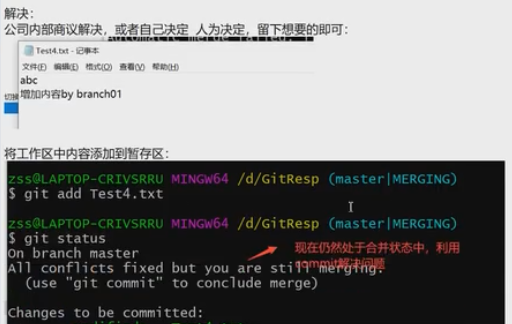 解决：
公司内部商议解决，或者自己决定 人为决定，留下想要的即可：
Test4.txt - 记事本
文件(F) 编辑(E) 格式(O) 查看(V) 帮助(H)
abc
增加内容by branch01
将工作区中内容添加到暂存区：
zss@LAPTOP-CRIVSRRU MINGW64 /d/GitResp (master|MERGING)
$ git add Test4.txt
zss@LAPTOP-CRIVSRRU MINGW64 /d/GitResp (master|MERGING)
$ git status
On branch master
现在仍然处于合并状态中，利用
commit解决问题
All conflicts fixed but you are still merging.
(use "git commit" to conclude merge)
Changes to be committed: